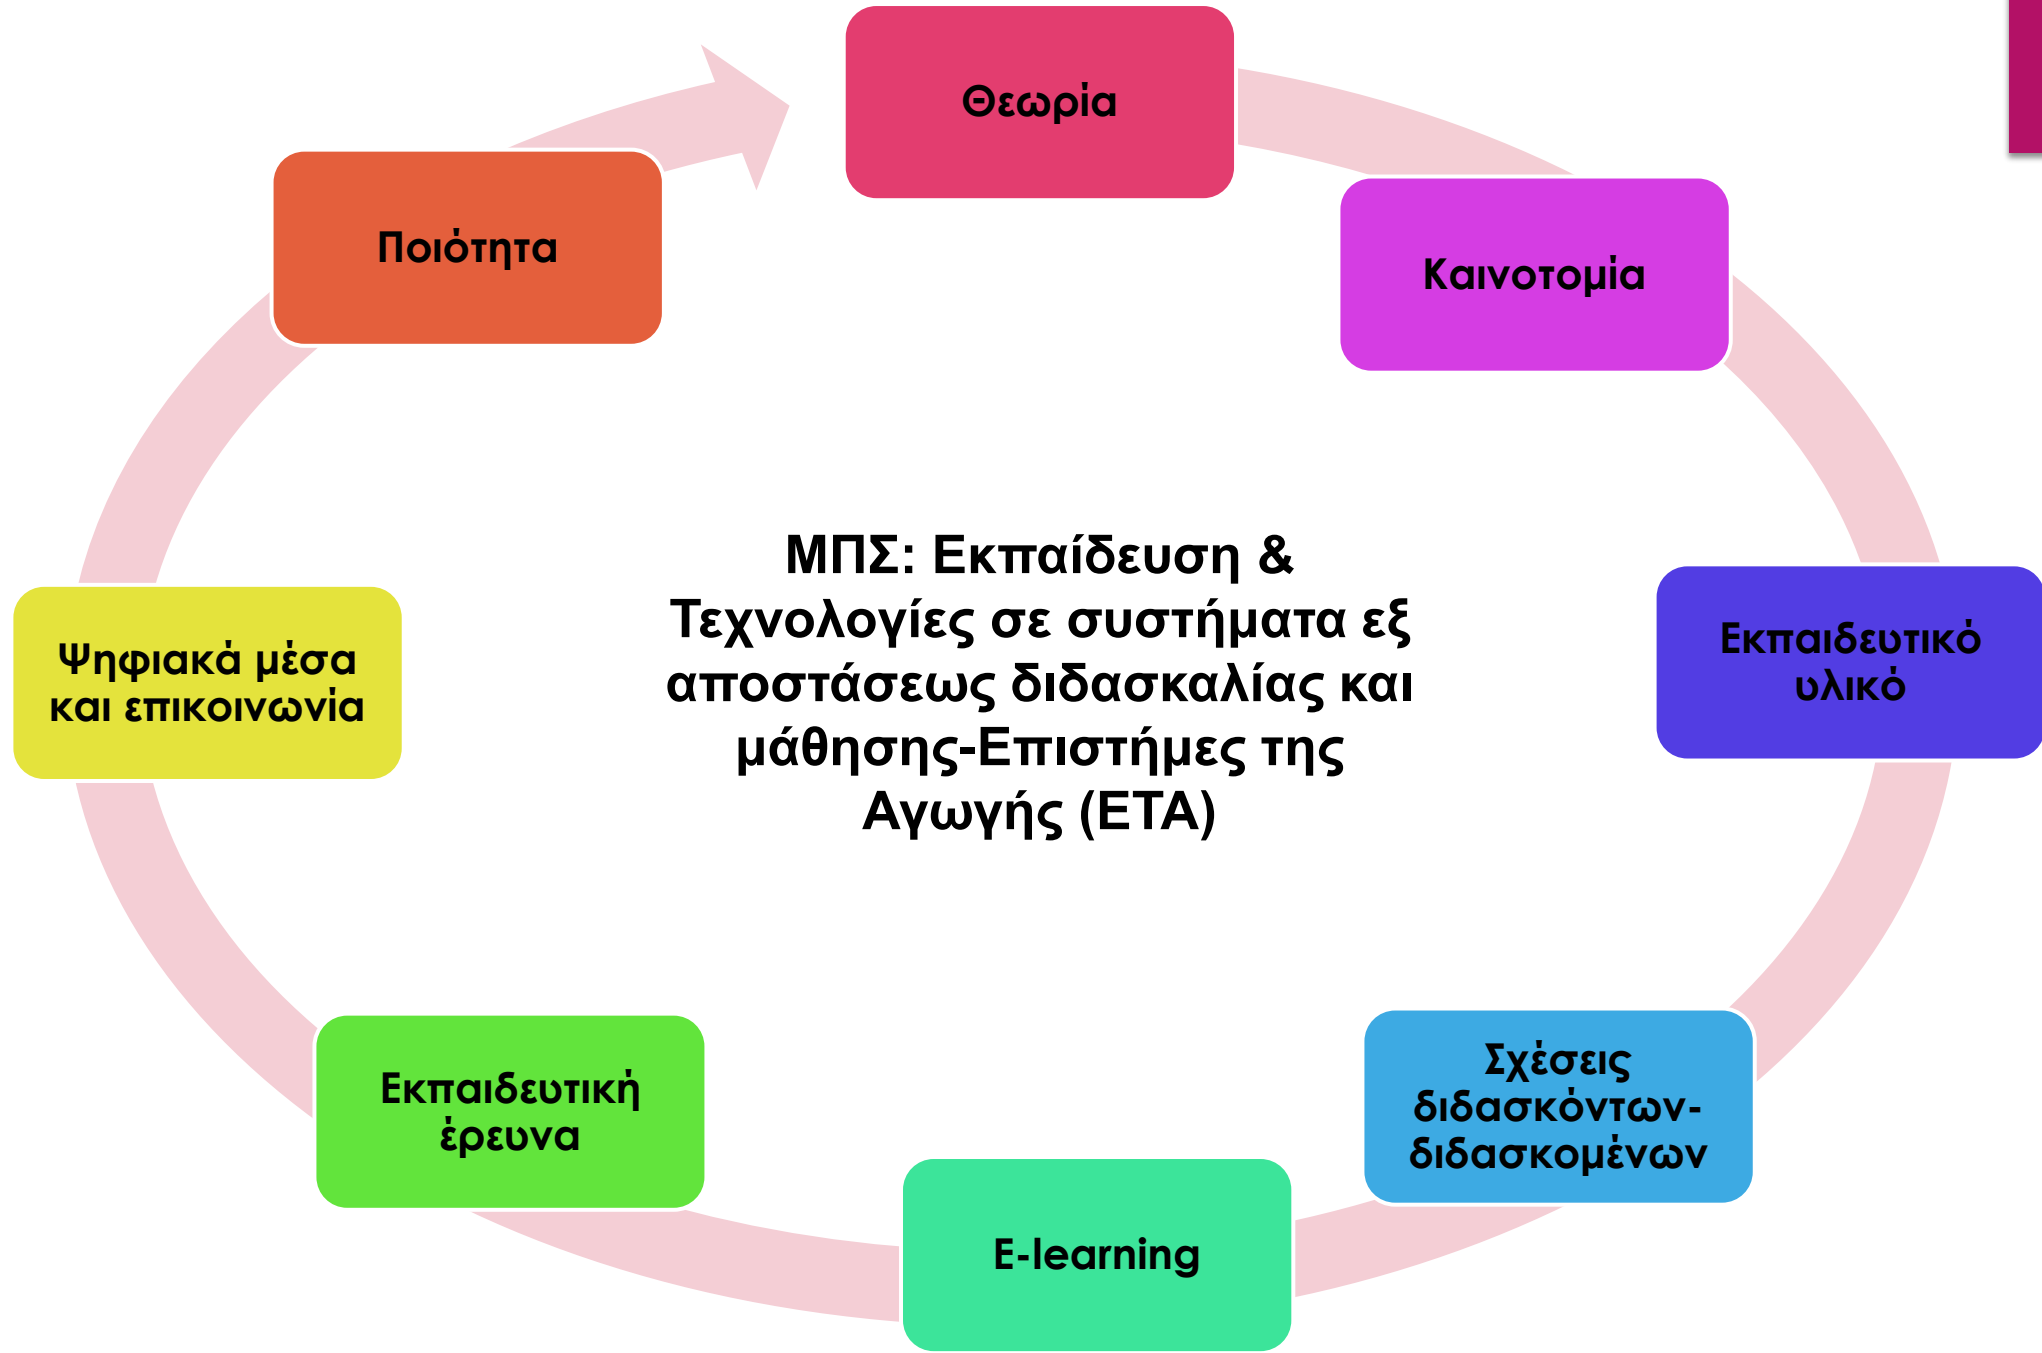 Θεωρία
Καινοτομία
Εκπαιδευτικό
υλικό
Σχέσεις
διδασκόντων-
διδασκομένων
E-learning
Εκπαιδευτική
έρευνα
Ψηφιακά μέσα
και επικοινωνία
Ποιότητα
ΜΠΣ: Εκπαίδευση &
Τεχνολογίες σε συστήματα εξ
αποστάσεως διδασκαλίας και
μάθησης-Επιστήμες της
Αγωγής (ΕΤΑ)